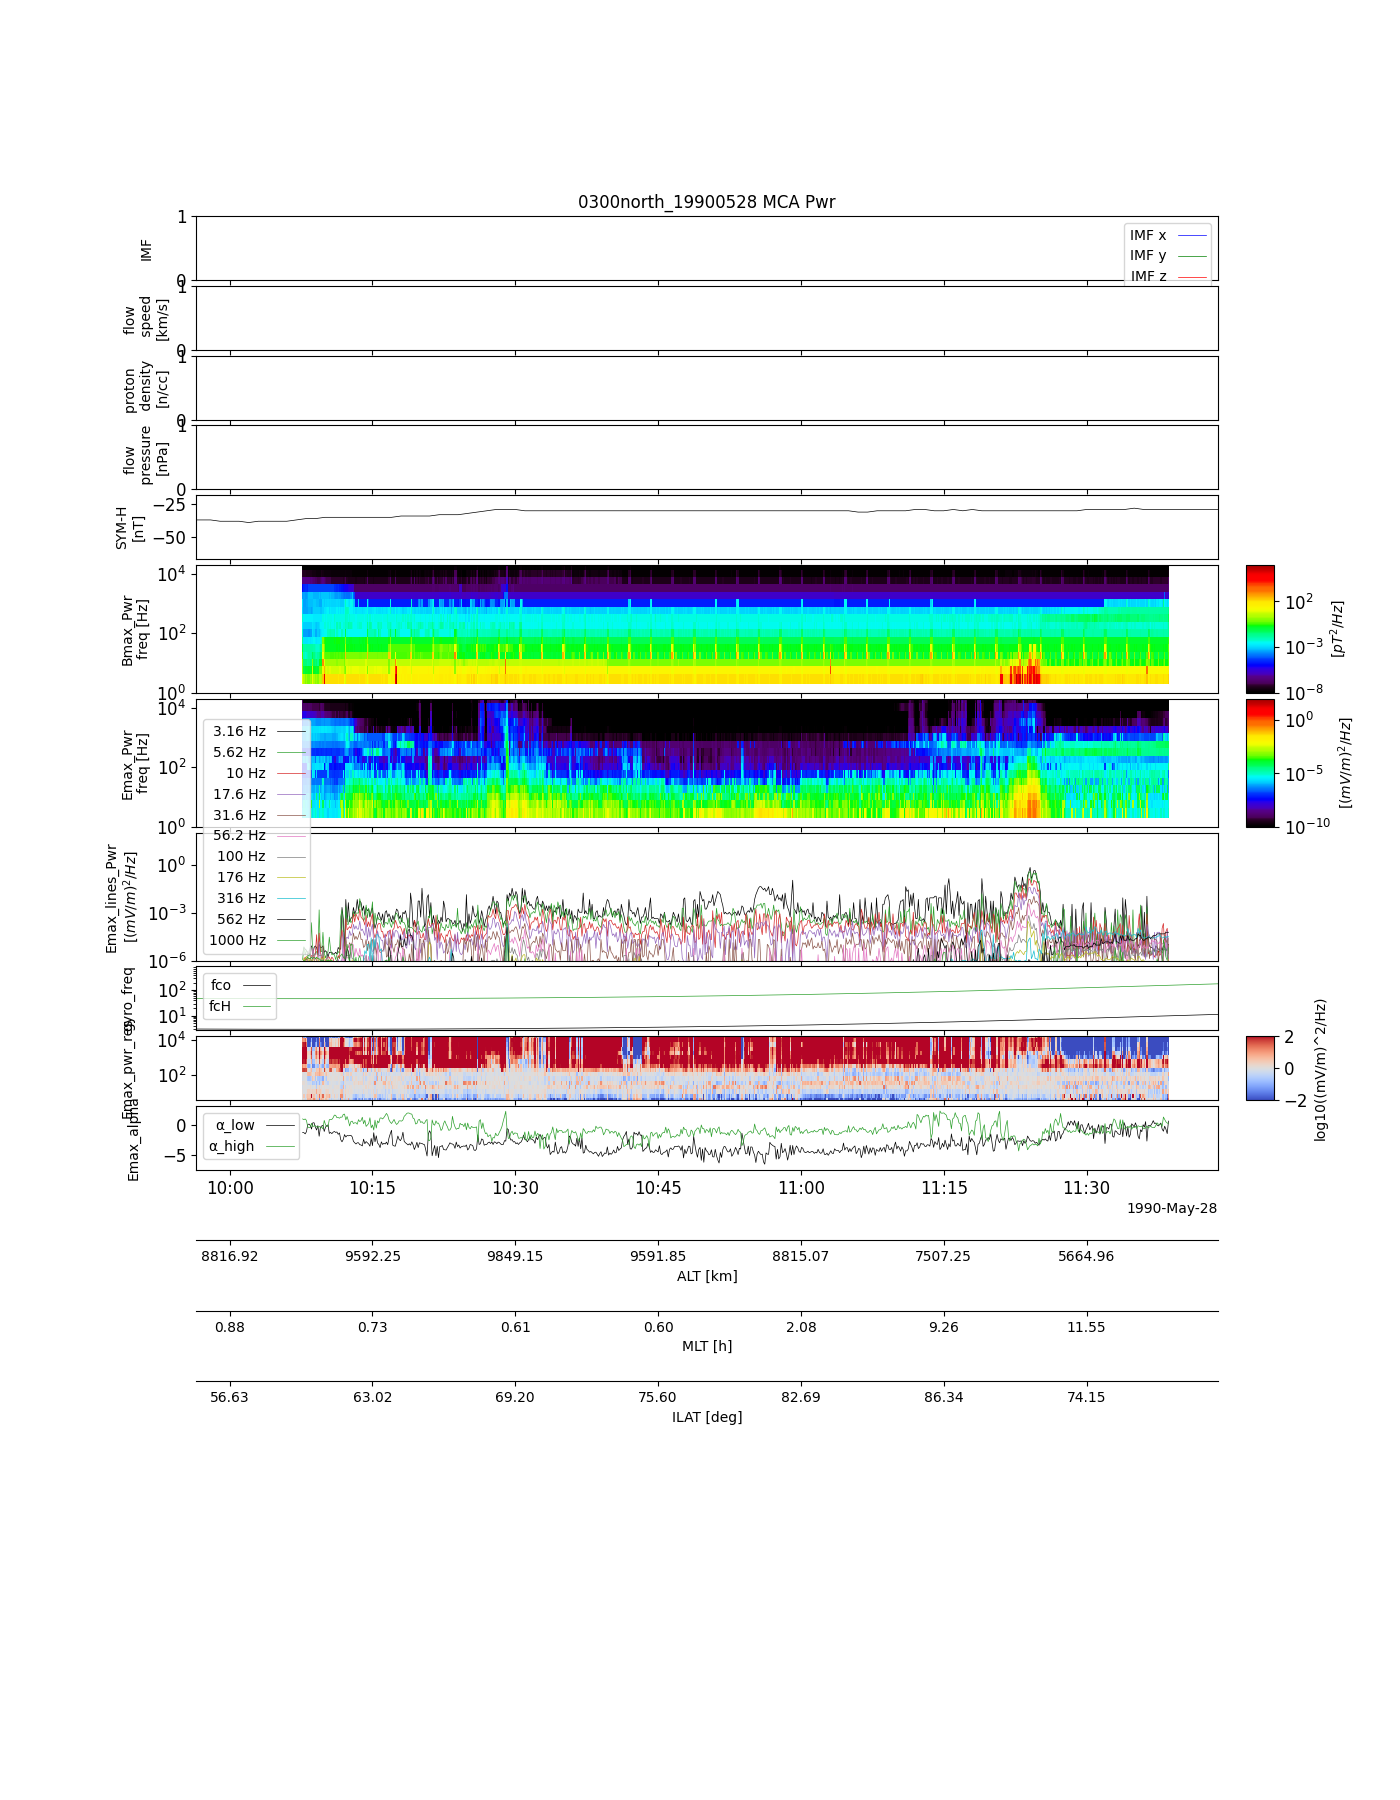 0300north_19900528 MCA Pwr
1
IMF
0
IMF x
IMF y
IMF z
1
flow
speed
[km/s]
0
1
proton
density
[n/cc]
0
1
flow
pressure
[nPa]
0
SYM-H
[nT]
−25
−50
Bmax_Pwr
freq [Hz]
10^4
10^2
10^0
10^2
10^-3
10^-8
[pT^2/Hz]
Emax_Pwr
freq [Hz]
10^4
10^2
10^0
10^0
10^-5
10^-10
[(mV/m)^2/Hz]
3.16 Hz
5.62 Hz
10 Hz
17.6 Hz
31.6 Hz
56.2 Hz
100 Hz
176 Hz
316 Hz
562 Hz
1000 Hz
Emax_lines_Pwr
[(mV/m)^2/Hz]
10^0
10^-3
10^-6
gyro_freq
10^2
10^1
fco
fcH
Emax_pwr_reg
10^4
10^2
2
0
−2
log10((mV/m)^2/Hz)
Emax_alpha
0
−5
α_low
α_high
10:00 10:15 10:30 10:45 11:00 11:15 11:30
1990-May-28
8816.92 9592.25 9849.15 9591.85 8815.07 7507.25 5664.96
ALT [km]
0.88 0.73 0.61 0.60 2.08 9.26 11.55
MLT [h]
56.63 63.02 69.20 75.60 82.69 86.34 74.15
ILAT [deg]